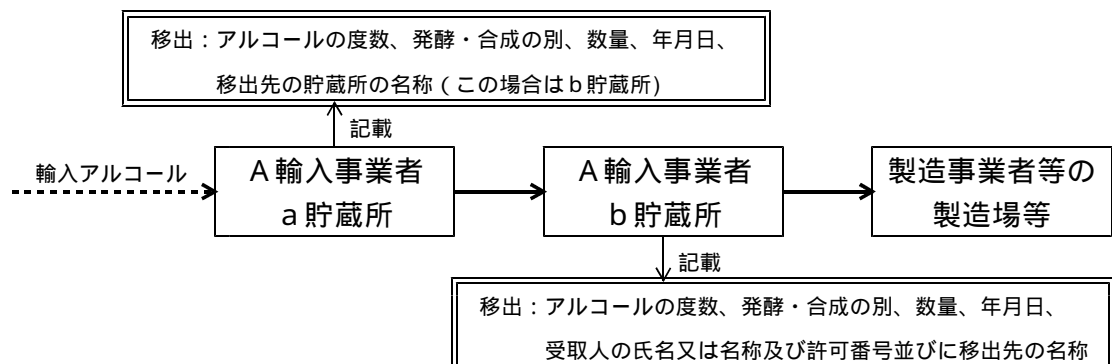 移出：アルコールの度数、発酵・合成の別、数量、年月日、
移出先の貯蔵所の名称（この場合はｂ貯蔵所)
記載
輸入アルコール
Ａ輸入事業者
ａ貯蔵所
Ａ輸入事業者
ｂ貯蔵所
製造事業者等の
製造場等
記載
移出：アルコールの度数、発酵・合成の別、数量、年月日、
受取人の氏名又は名称及び許可番号並びに移出先の名称